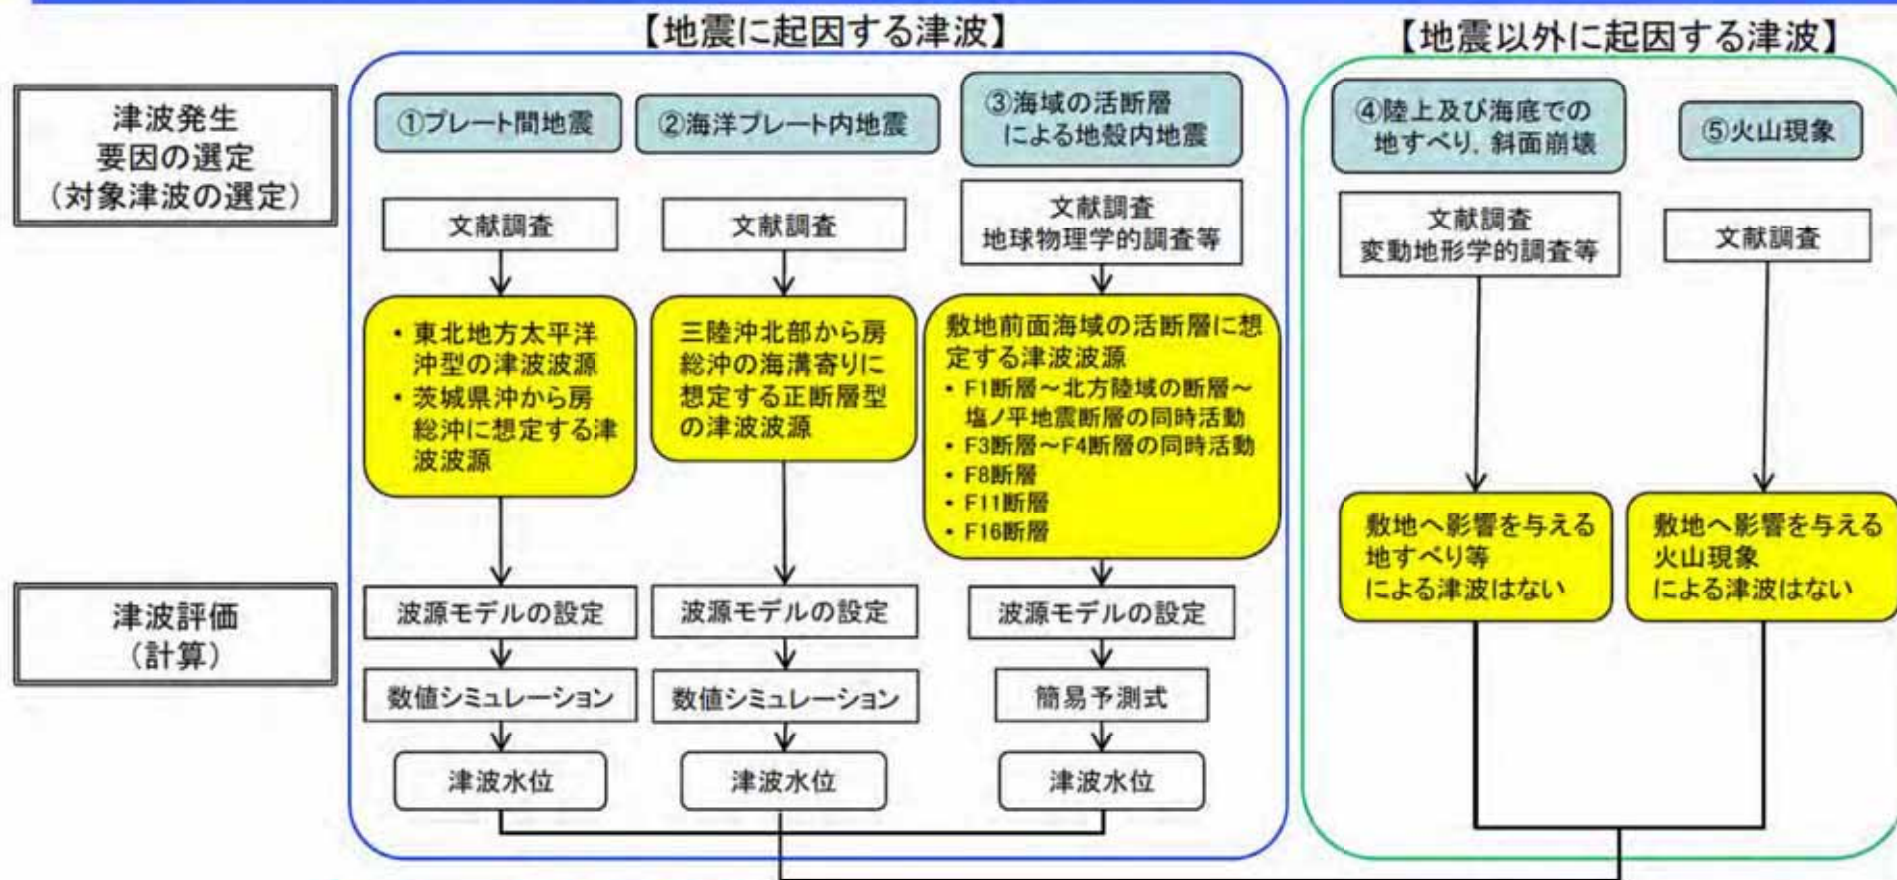 【地震に起因する津波】
【地震以外に起因する津波】
津波発生
要因の選定
(対象津波の選定)
①プレート間地震
②海洋プレート内地震
③海域の活断層
による地殻内地震
④陸上及び海底での
地すべり,斜面崩壊
⑤火山現象
文献調査
文献調査
文献調査
地球物理学的調査等
文献調査
変動地形学的調査等
文献調査
・東北地方太平洋
沖型の津波波源
・茨城県沖から房
総沖に想定する津
波波源
三陸沖北部から房
総沖の海溝寄りに
想定する正断層型
の津波波源
敷地前面海域の活断層に想
定する津波波源
・F1断層~北方陸域の断層~
塩ノ平地震断層の同時活動
・F3断層~F4断層の同時活動
・F8断層
・F11断層
・F16断層
敷地へ影響を与える
地すべり等
による津波はない
敷地へ影響を与える
火山現象
による津波はない
津波評価
(計算)
波源モデルの設定
波源モデルの設定
波源モデルの設定
数値シミュレーション
数値シミュレーション
簡易予測式
津波水位
津波水位
津波水位